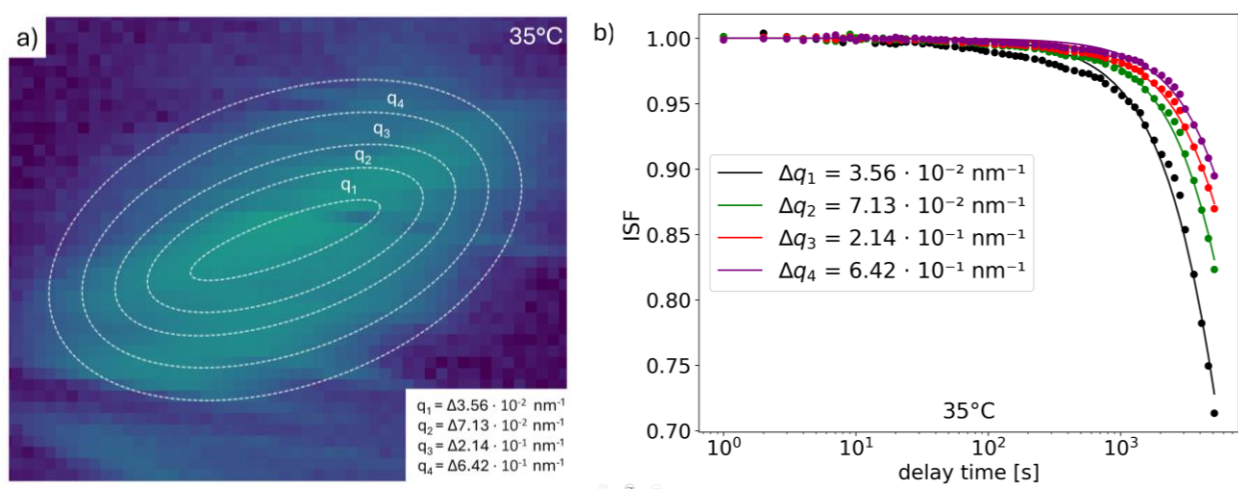 a)
35°C
q₄
q₃
q₂
q₁
q₁ = Δ3.56 · 10⁻² nm⁻¹
q₂ = Δ7.13 · 10⁻² nm⁻¹
q₃ = Δ2.14 · 10⁻¹ nm⁻¹
q₄ = Δ6.42 · 10⁻¹ nm⁻¹
b)
1.00
0.95
0.90
0.85
0.80
0.75
0.70
ISF
Δq₁ = 3.56 · 10⁻² nm⁻¹
Δq₂ = 7.13 · 10⁻² nm⁻¹
Δq₃ = 2.14 · 10⁻¹ nm⁻¹
Δq₄ = 6.42 · 10⁻¹ nm⁻¹
35°C
10⁰ 10¹ 10² 10³
delay time [s]